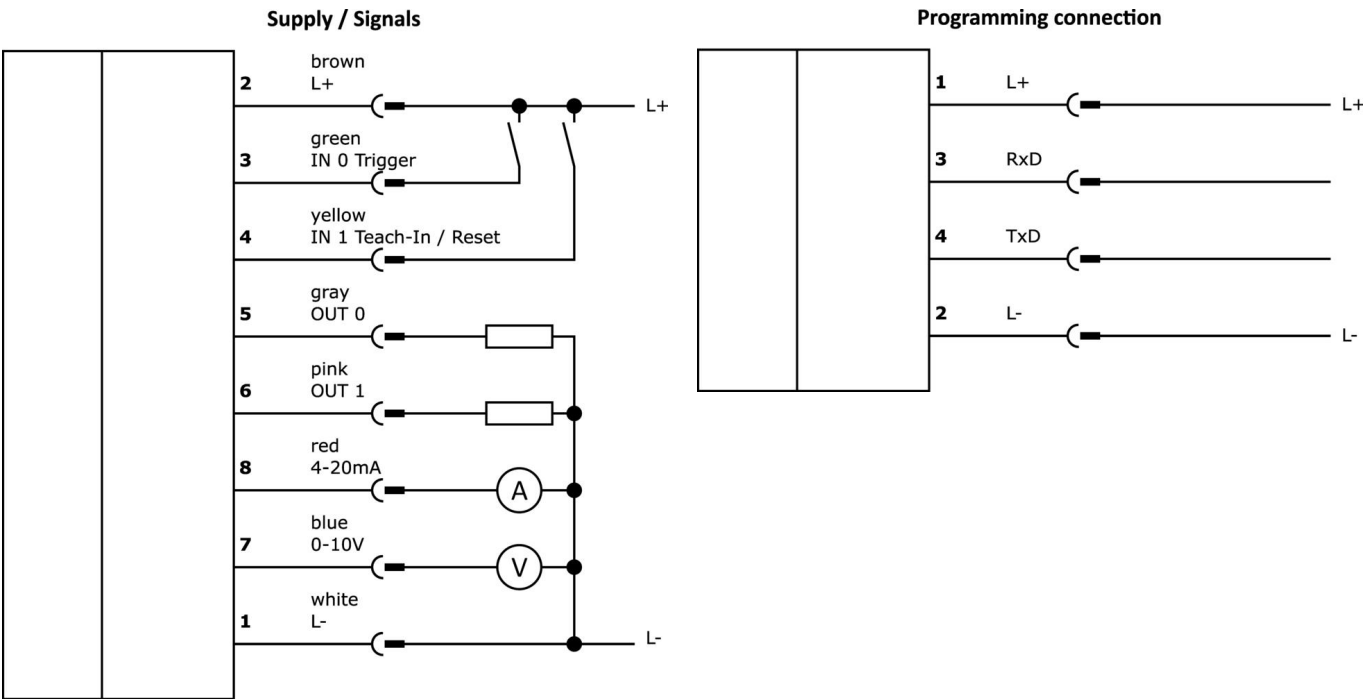 Supply / Signals
brown
2 L+
L+
green
3 IN 0 Trigger
yellow
4 IN 1 Teach-In / Reset
gray
5 OUT 0
pink
6 OUT 1
red
8 4-20mA
A
blue
7 0-10V
V
white
1 L-
L-
Programming connection
1 L+
L+
3 RxD
4 TxD
2 L-
L-